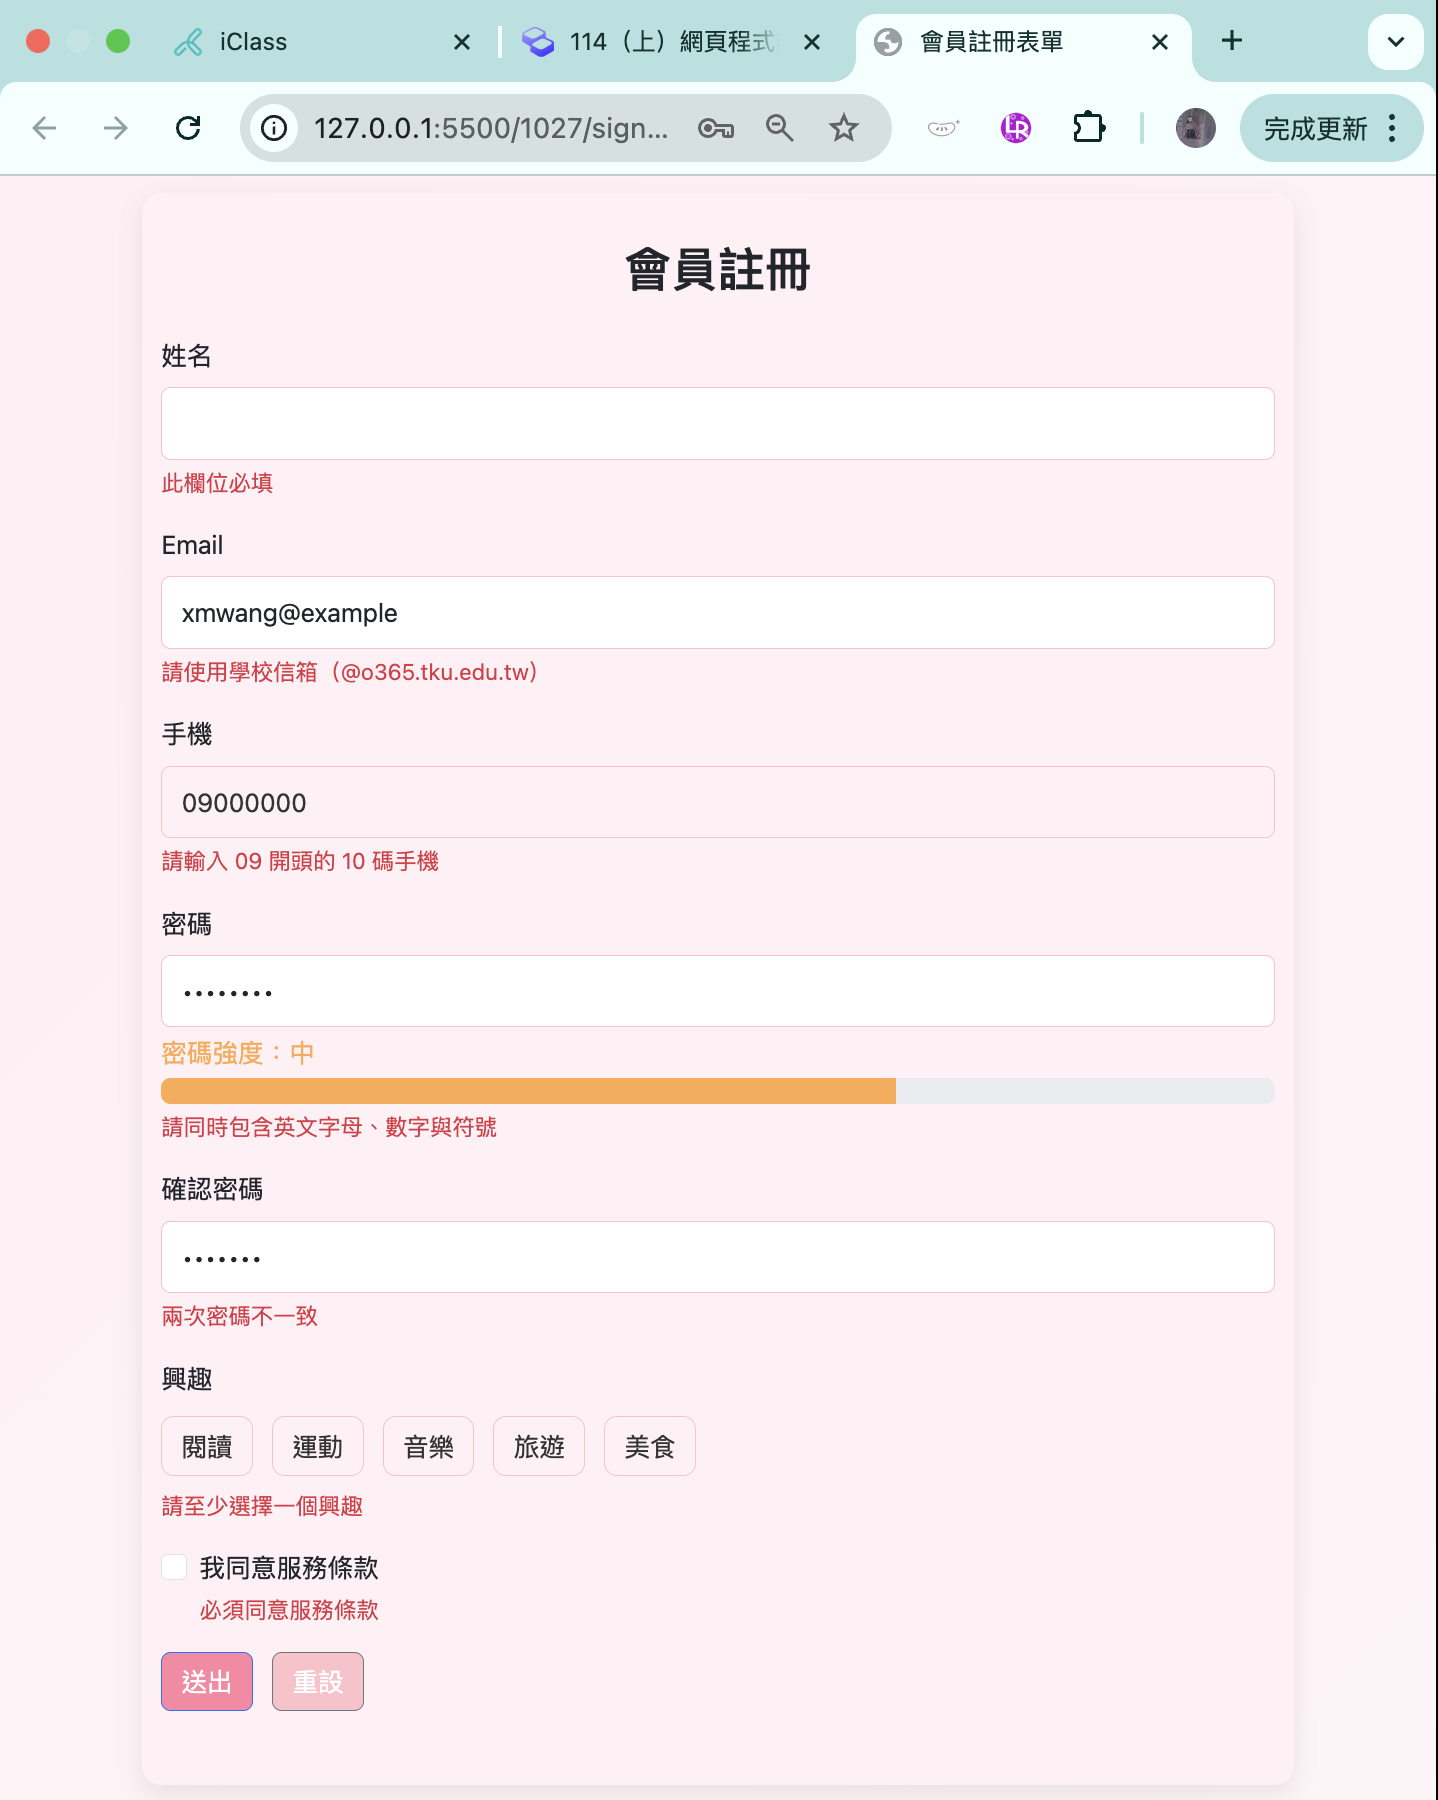 iClass
114（上）網頁程式
會員註冊表單
127.0.0.1:5500/1027/sign...
完成更新
會員註冊
姓名
此欄位必填
Email
xmwang@example
請使用學校信箱（@o365.tku.edu.tw）
手機
09000000
請輸入 09 開頭的 10 碼手機
密碼
••••••••
密碼強度：中
請同時包含英文字母、數字與符號
確認密碼
•••••••
兩次密碼不一致
興趣
閱讀 運動 音樂 旅遊 美食
請至少選擇一個興趣
我同意服務條款
必須同意服務條款
送出 重設